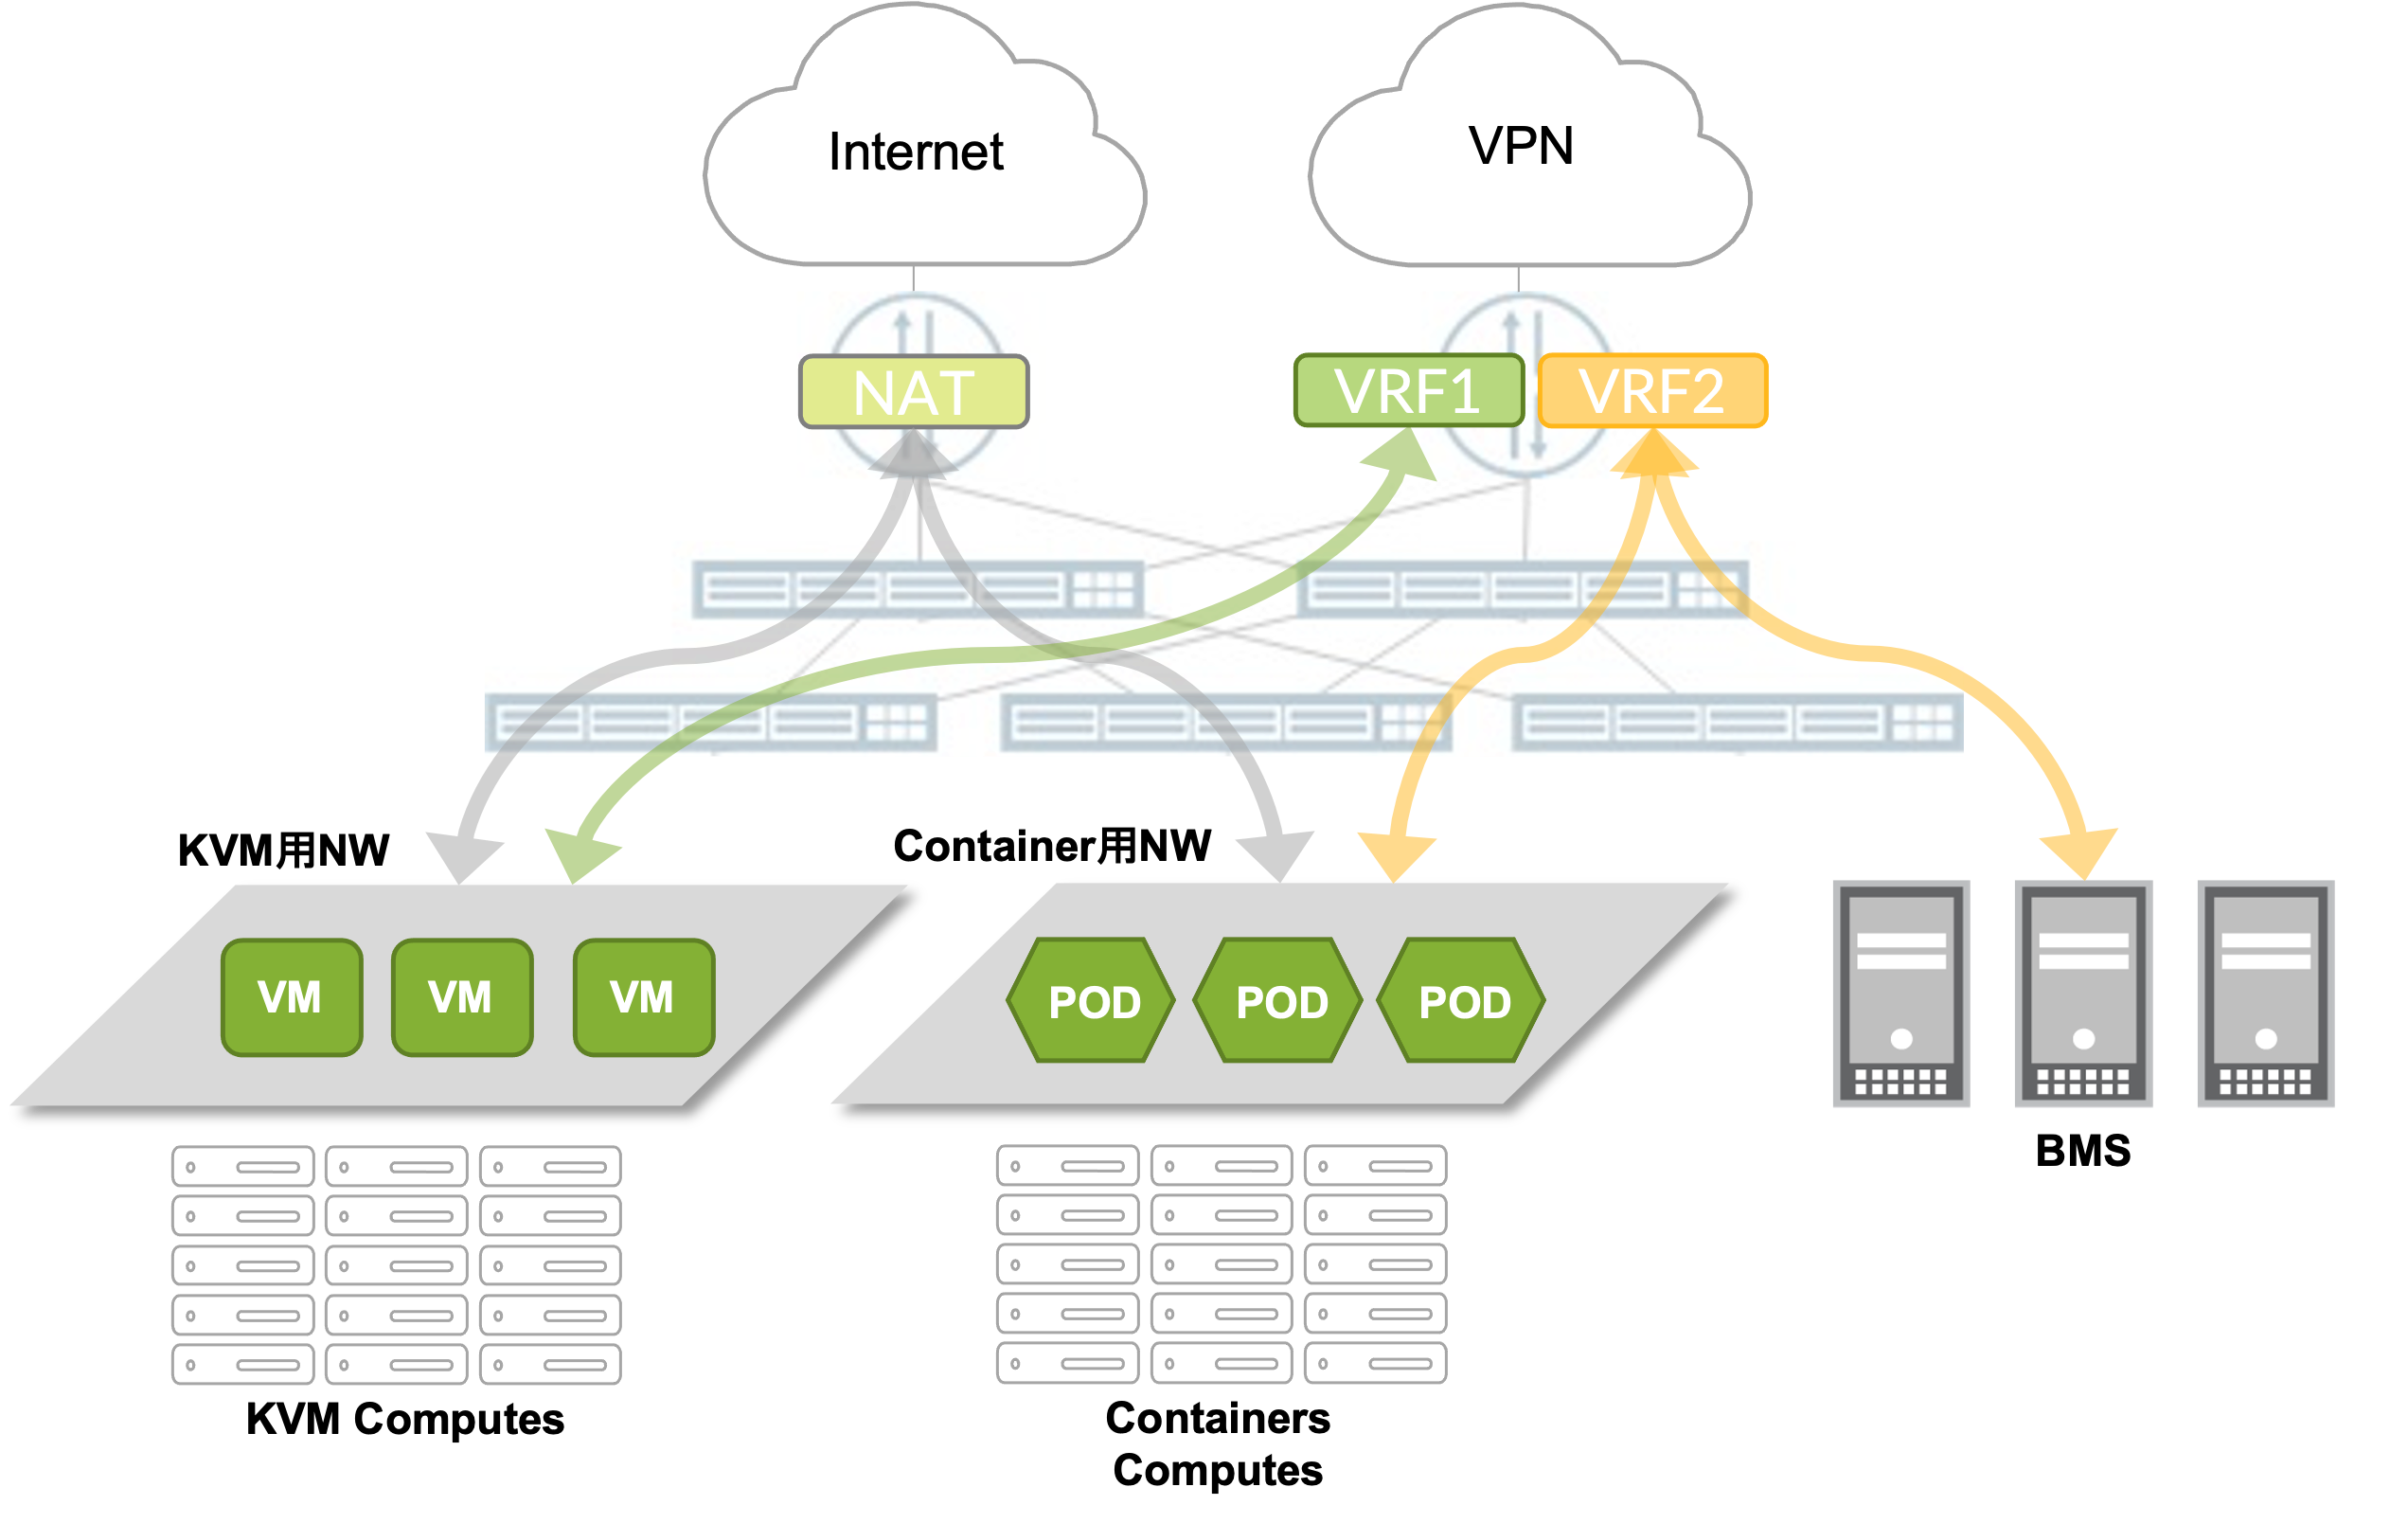 Internet
VPN
NAT
VRF1
VRF2
KVM用NW
Container用NW
VM
VM
VM
POD
POD
POD
BMS
KVM Computes
Containers
Computes